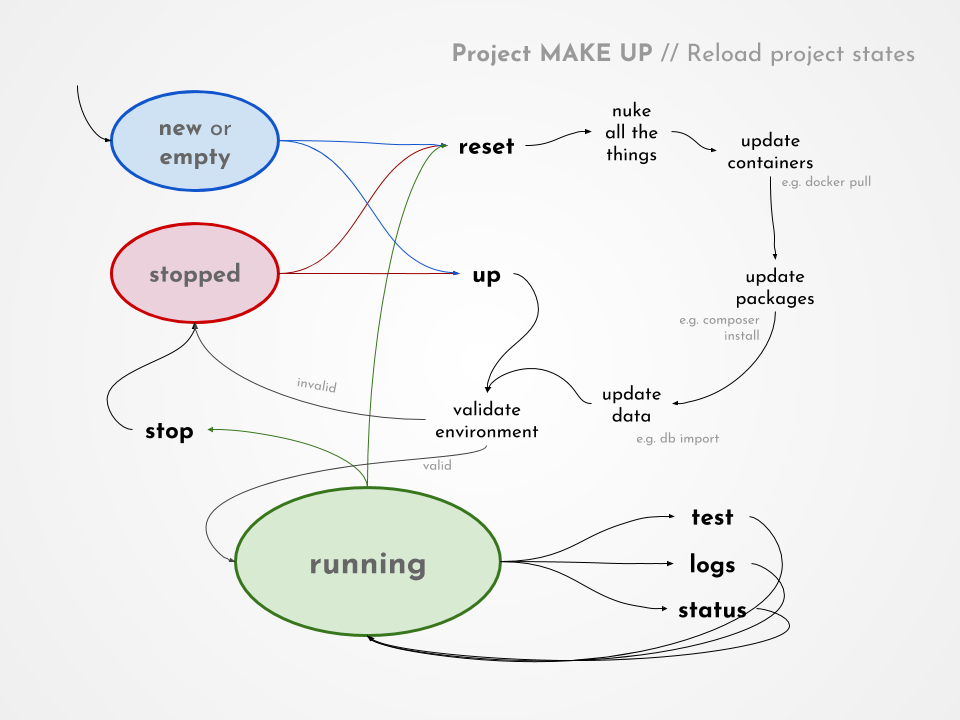 Project MAKE UP // Reload project states
new or
empty
reset
nuke
all the
things
update
containers
e.g. docker pull
stopped
up
update
packages
e.g. composer
install
invalid
validate
environment
update
data
e.g. db import
stop
valid
running
test
logs
status